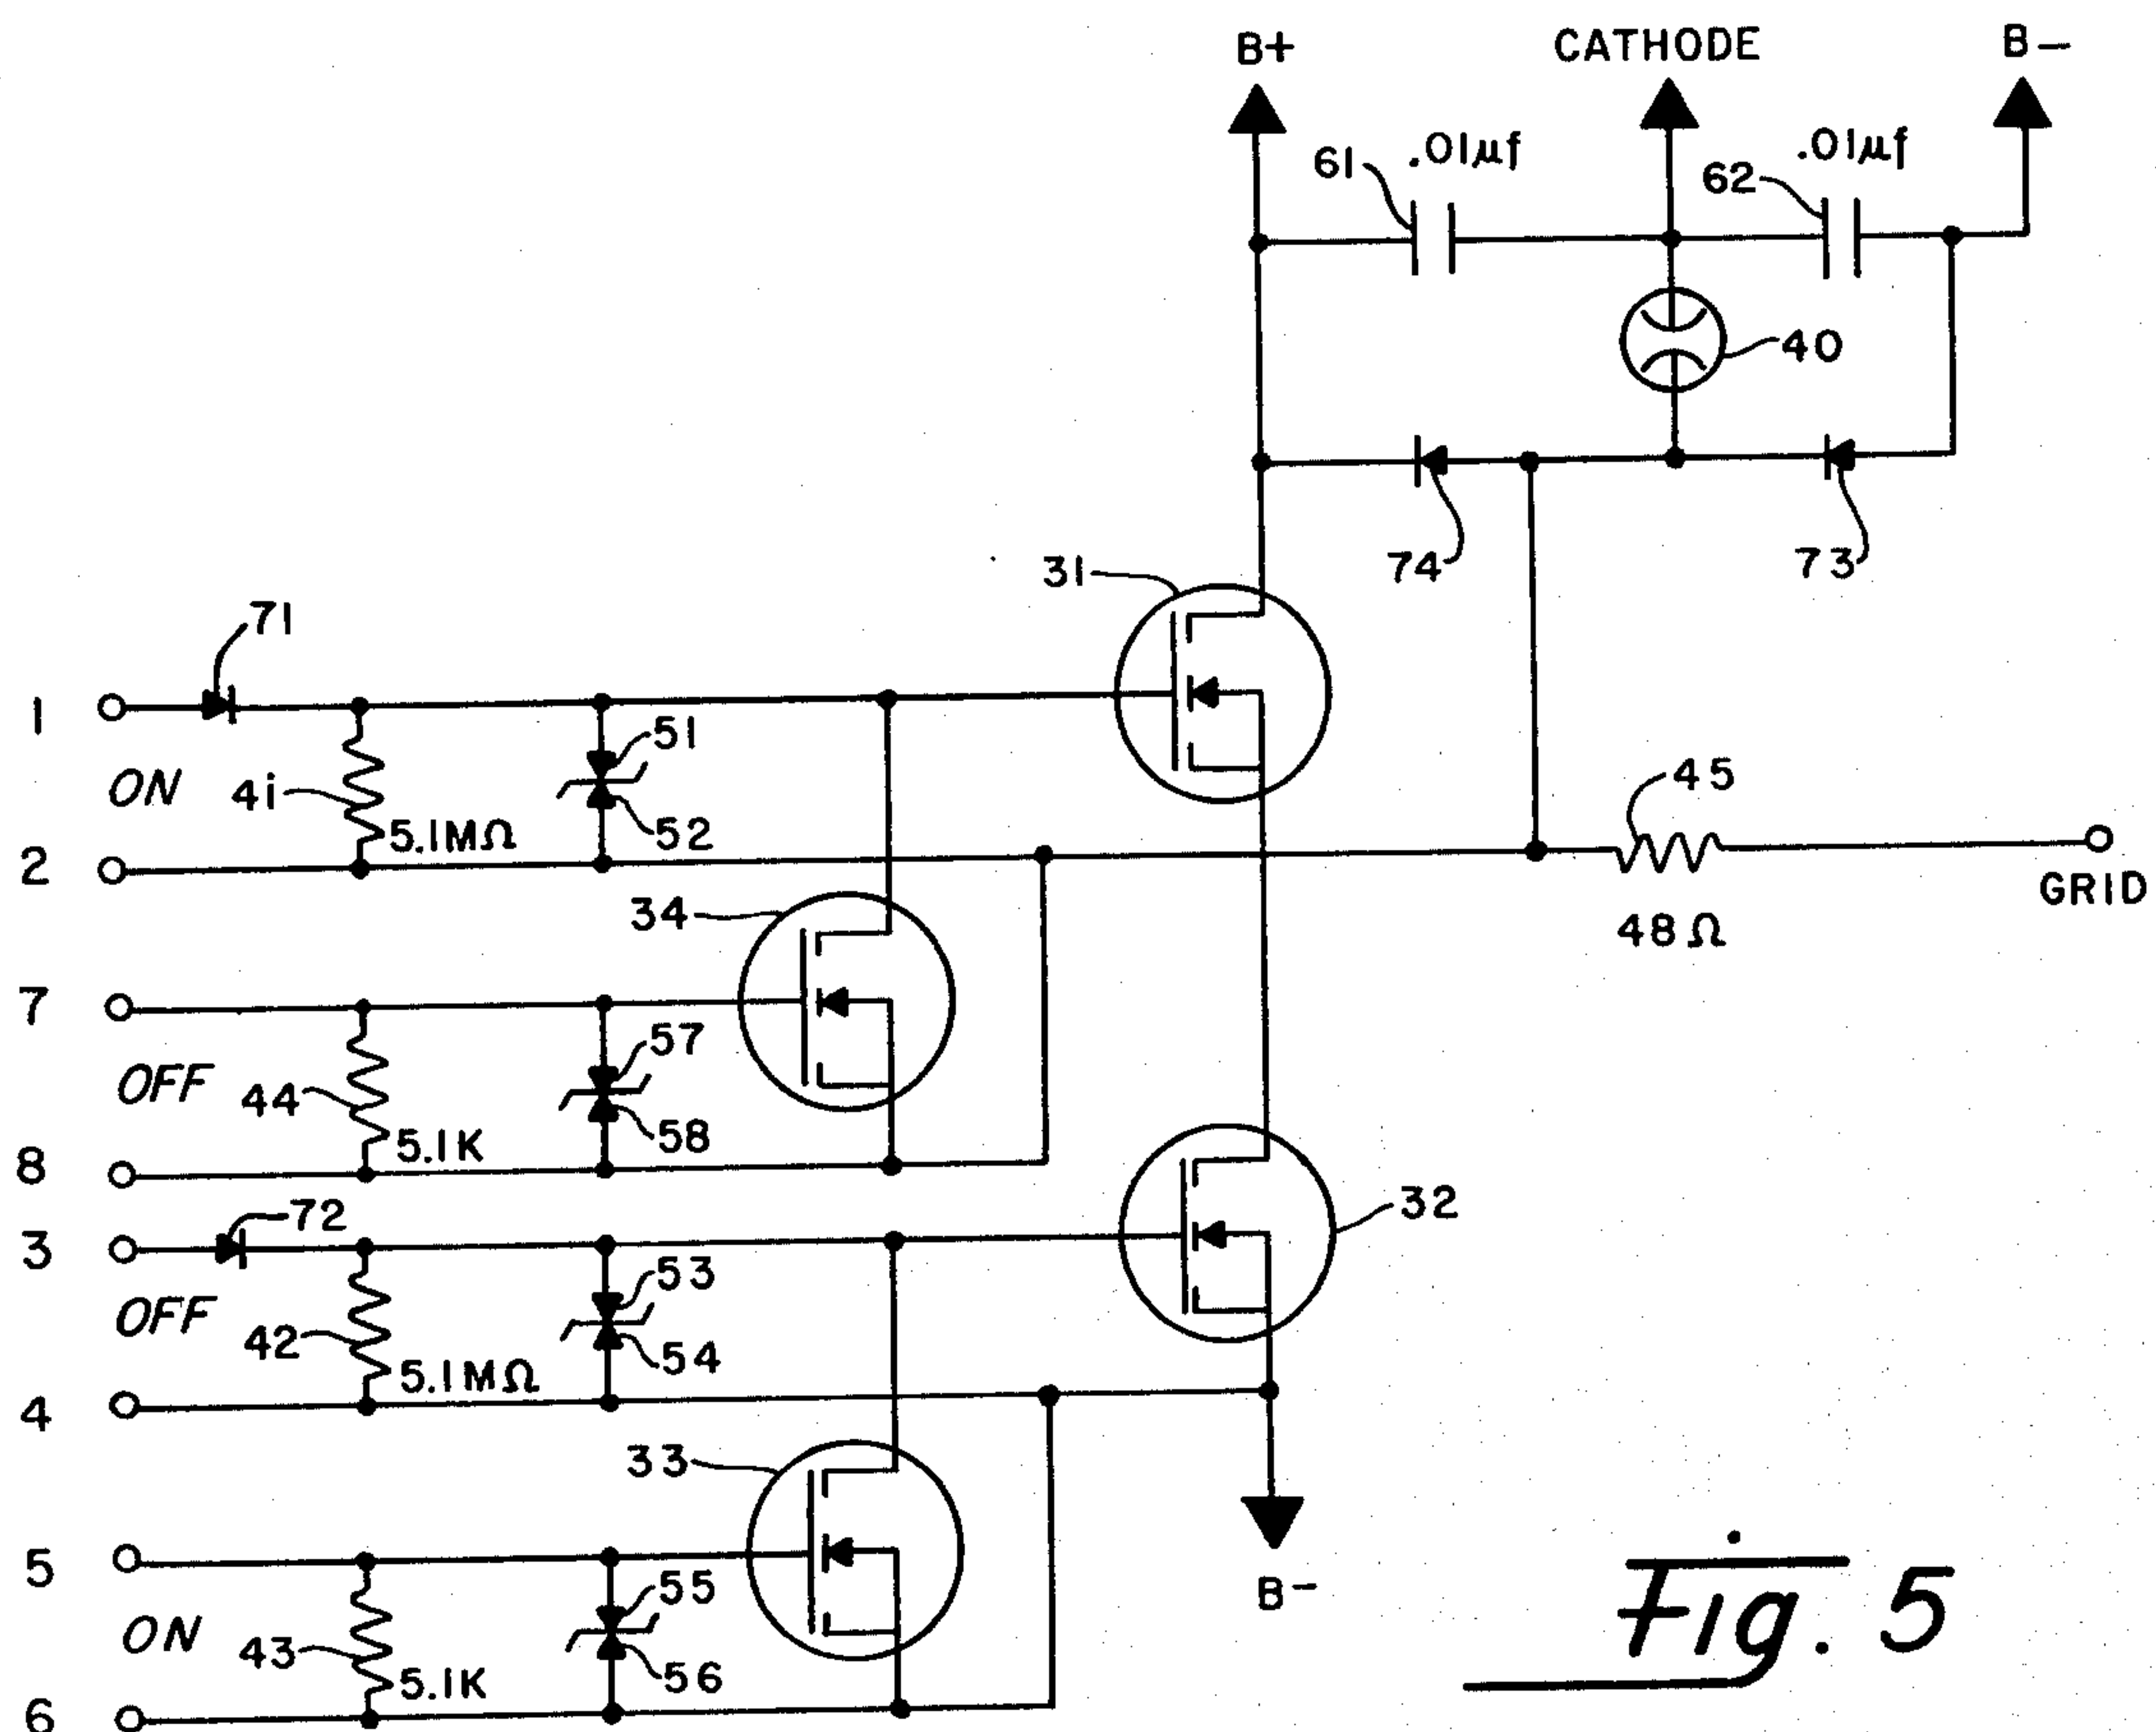 B+
CATHODE
B-
61
.01µf
62
.01µf
40
74
73
31
71
1
ON
41
5.1MΩ
51
52
2
45
48Ω
GRID
34
7
OFF
44
5.1K
57
58
8
72
3
OFF
42
5.1MΩ
53
54
32
4
33
5
ON
43
5.1K
55
56
6
B-
Fig. 5